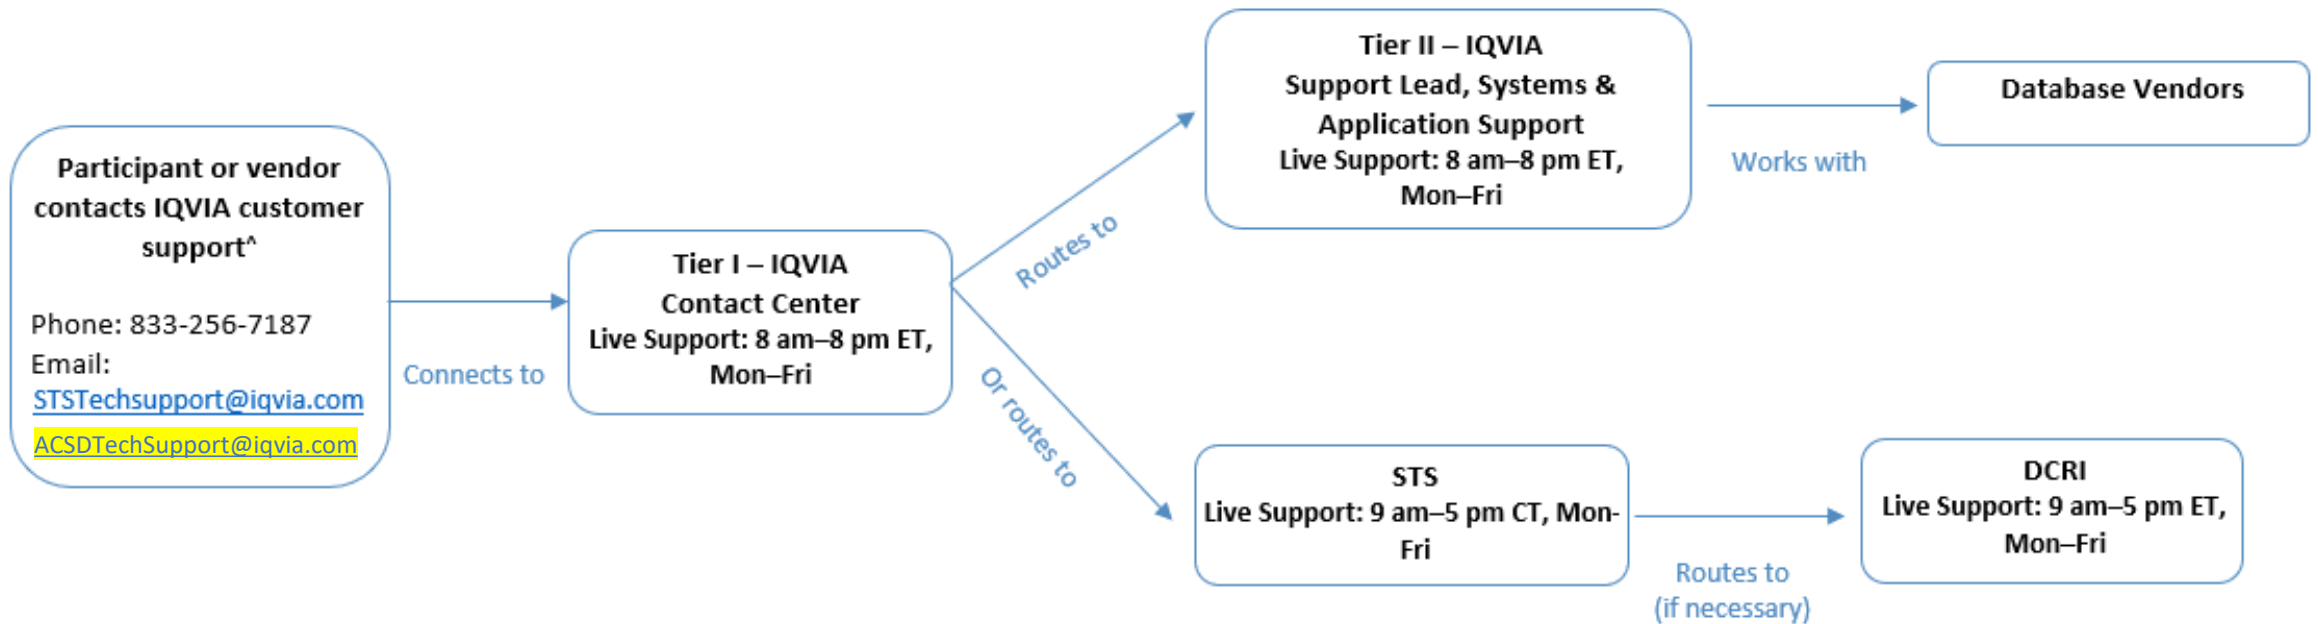 Participant or vendor
contacts IQVIA customer
support^
Phone: 833-256-7187
Email:
STSTechsupport@iqvia.com
ACSDTechSupport@iqvia.com
Connects to
Tier I – IQVIA
Contact Center
Live Support: 8 am–8 pm ET,
Mon–Fri
Routes to
Tier II – IQVIA
Support Lead, Systems &
Application Support
Live Support: 8 am–8 pm ET,
Mon–Fri
Works with
Database Vendors
Or routes to
STS
Live Support: 9 am–5 pm CT, Mon-
Fri
Routes to
(if necessary)
DCRI
Live Support: 9 am–5 pm ET,
Mon–Fri